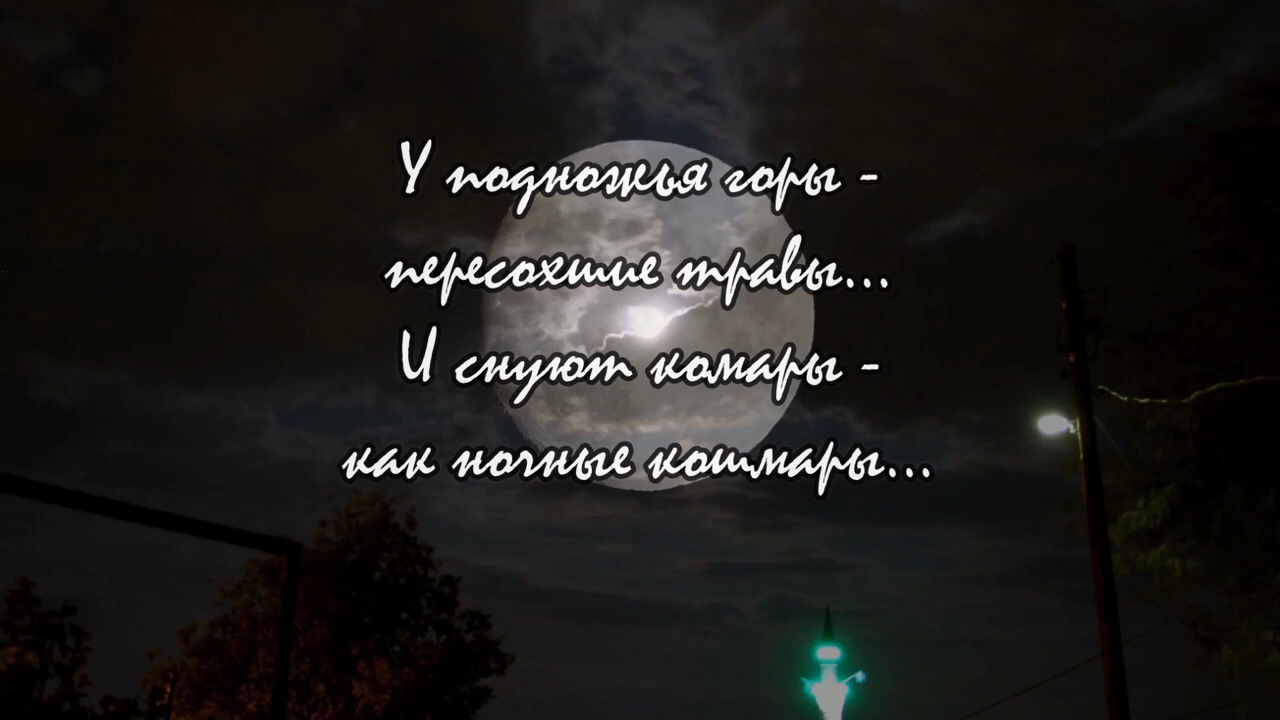 У подножья горы -
пересохшие травы...
И снуют комары -
как ночные кошмары...